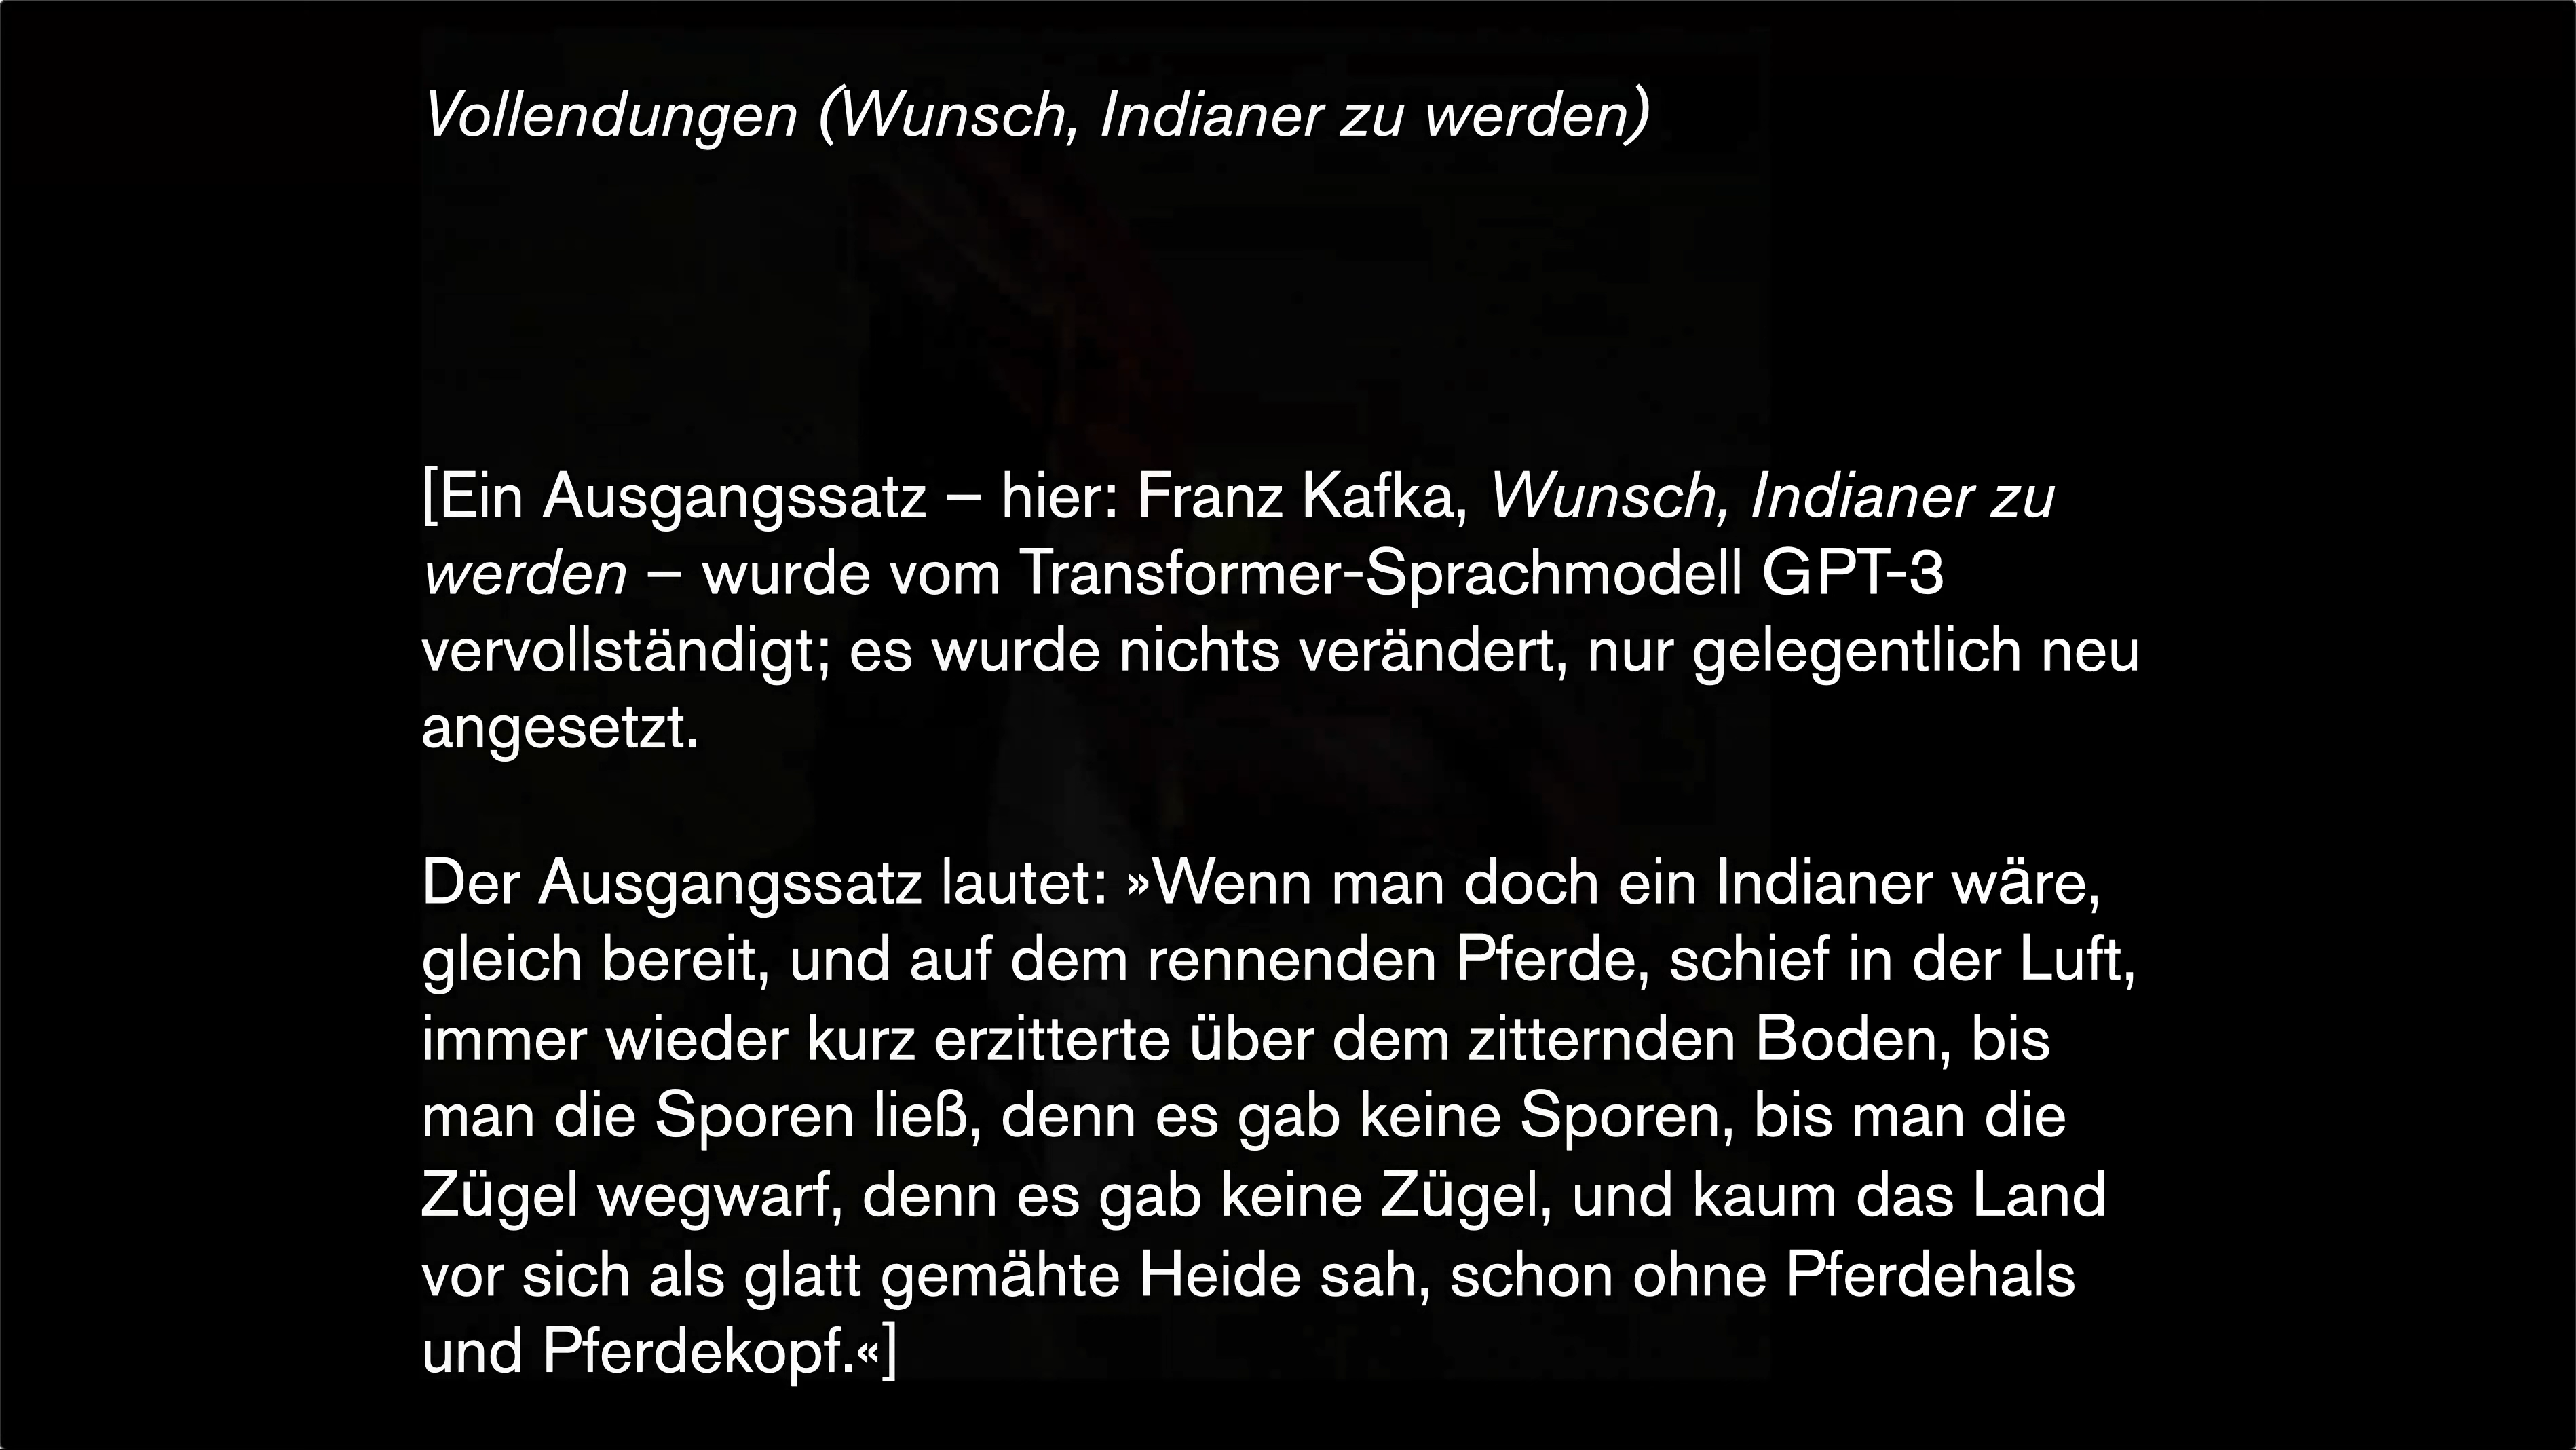 Vollendungen (Wunsch, Indianer zu werden)
[Ein Ausgangssatz – hier: Franz Kafka, Wunsch, Indianer zu
werden – wurde vom Transformer-Sprachmodell GPT-3
vervollständigt; es wurde nichts verändert, nur gelegentlich neu
angesetzt.
Der Ausgangssatz lautet: »Wenn man doch ein Indianer wäre,
gleich bereit, und auf dem rennenden Pferde, schief in der Luft,
immer wieder kurz erzitterte über dem zitternden Boden, bis
man die Sporen ließ, denn es gab keine Sporen, bis man die
Zügel wegwarf, denn es gab keine Zügel, und kaum das Land
vor sich als glatt gemähte Heide sah, schon ohne Pferdehals
und Pferdekopf.«]